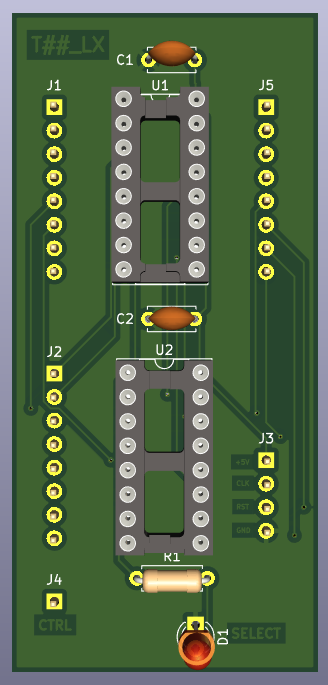 T##_LX
C1
J1
U1
J5
C2
U2
J2
J3
+5V
CLK
RST
GND
R1
J4
CTRL
D1
SELECT